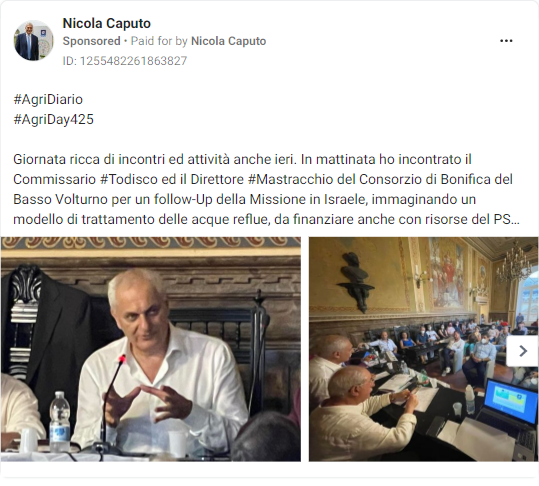 Nicola Caputo
Sponsored • Paid for by Nicola Caputo
ID: 1255482261863827
#AgriDiario
#AgriDay425
Giornata ricca di incontri ed attività anche ieri. In mattinata ho incontrato il
Commissario #Todisco ed il Direttore #Mastracchio del Consorzio di Bonifica del
Basso Volturno per un follow-Up della Missione in Israele, immaginando un
modello di trattamento delle acque reflue, da finanziare anche con risorse del PS...